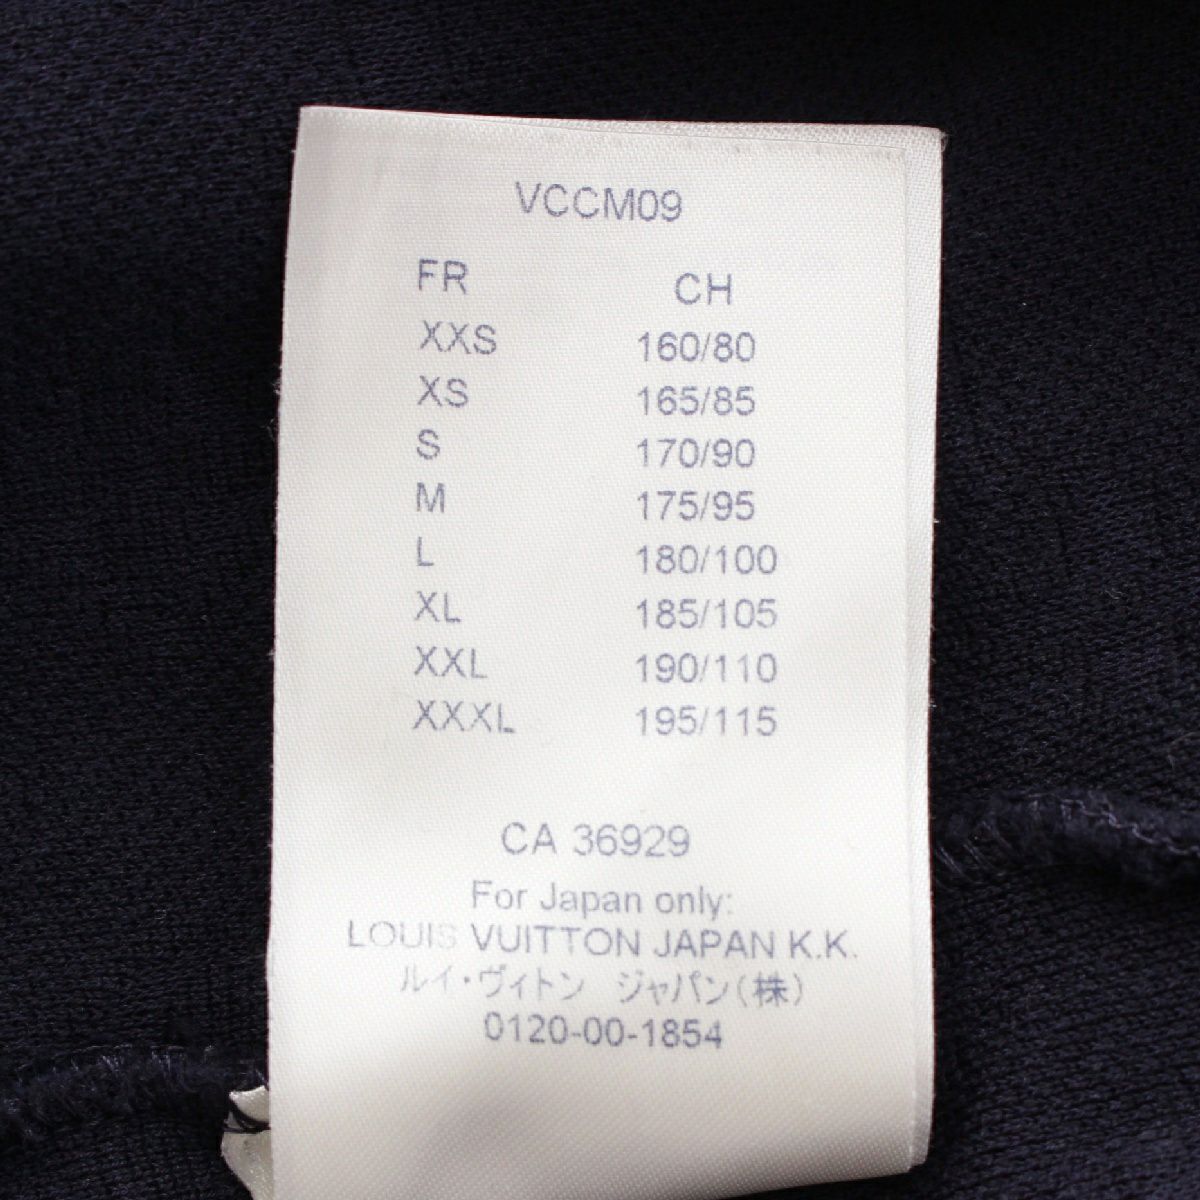 VCCM09
FR CH
XXS 160/80
XS 165/85
S 170/90
M 175/95
L 180/100
XL 185/105
XXL 190/110
XXXL 195/115
CA 36929
For Japan only:
LOUIS VUITTON JAPAN K.K.
ルイ・ヴィトン ジャパン(株)
0120-00-1854